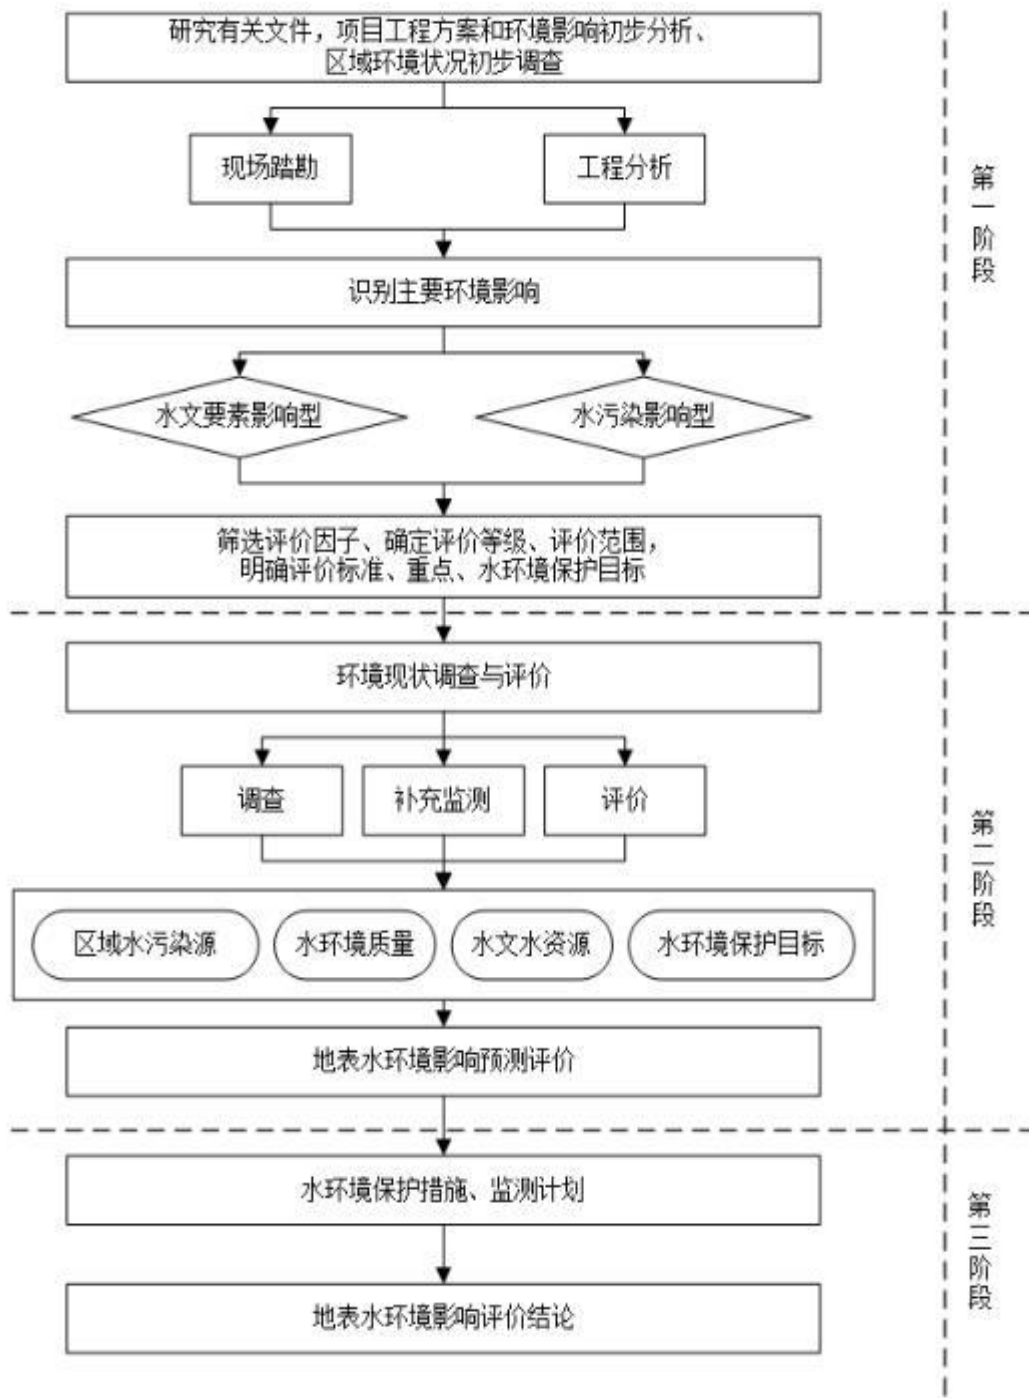 研究有关文件，项目工程方案和环境影响初步分析、
区域环境状况初步调查
现场踏勘
工程分析
识别主要环境影响
水文要素影响型
水污染影响型
筛选评价因子、确定评价等级、评价范围，
明确评价标准、重点、水环境保护目标
第一阶段
环境现状调查与评价
调查
补充监测
评价
区域水污染源
水环境质量
水文水资源
水环境保护目标
地表水环境影响预测评价
第二阶段
水环境保护措施、监测计划
地表水环境影响评价结论
第三阶段